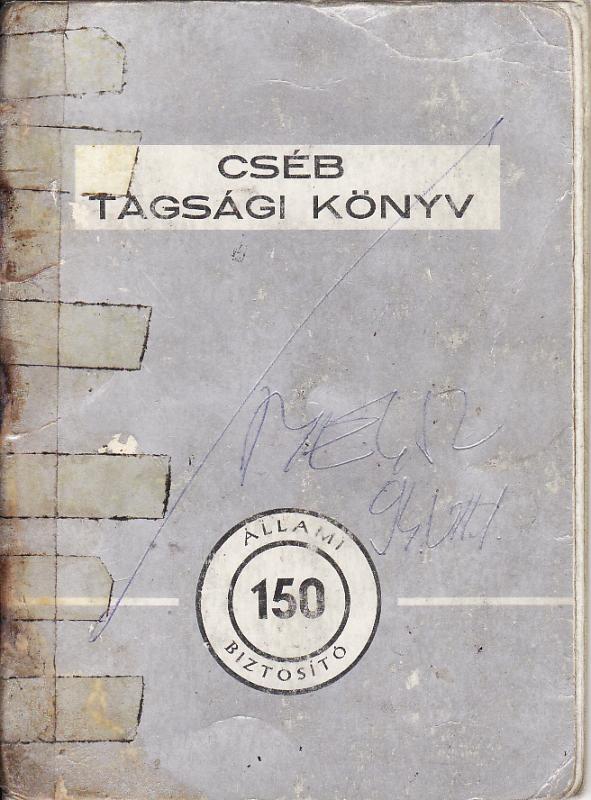 CSÉB
TAGSÁGI KÖNYV
ÁLLAMI
150
BIZTOSÍTÓ